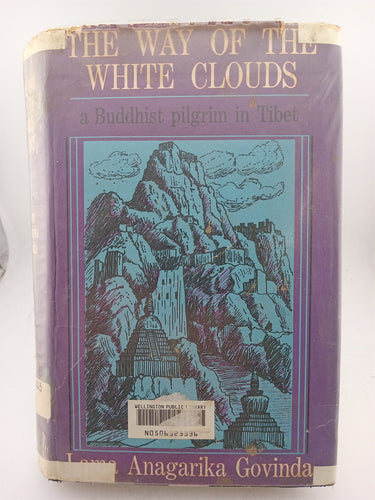 THE WAY OF THE
WHITE CLOUDS
a Buddhist pilgrim in Tibet
WELLINGTON PUBLIC LIBRARY
Lama Anagarika Govinda